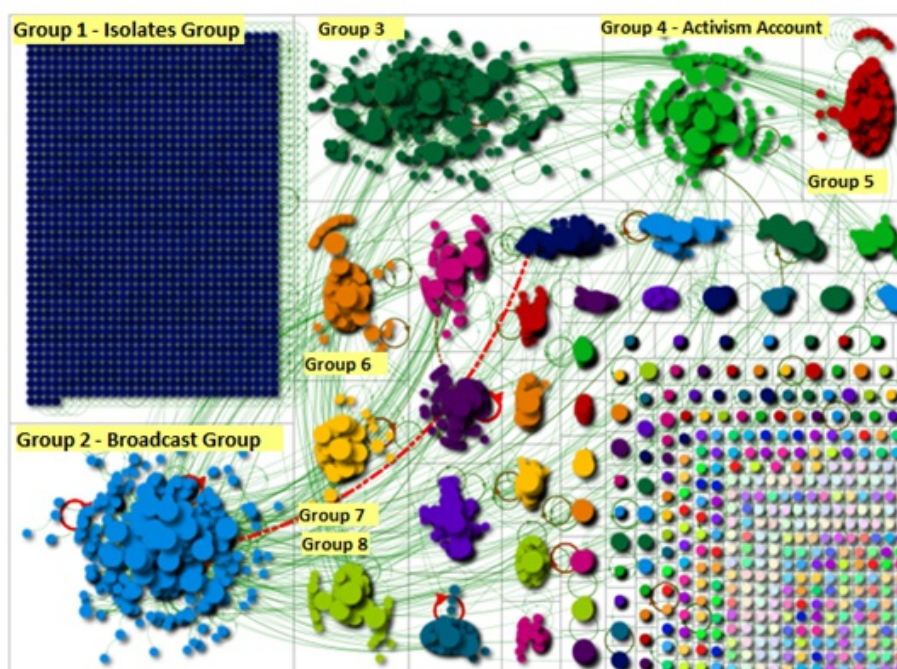 Group 1 - Isolates Group
Group 3
Group 4 - Activism Account
Group 5
Group 6
Group 2 - Broadcast Group
Group 7
Group 8